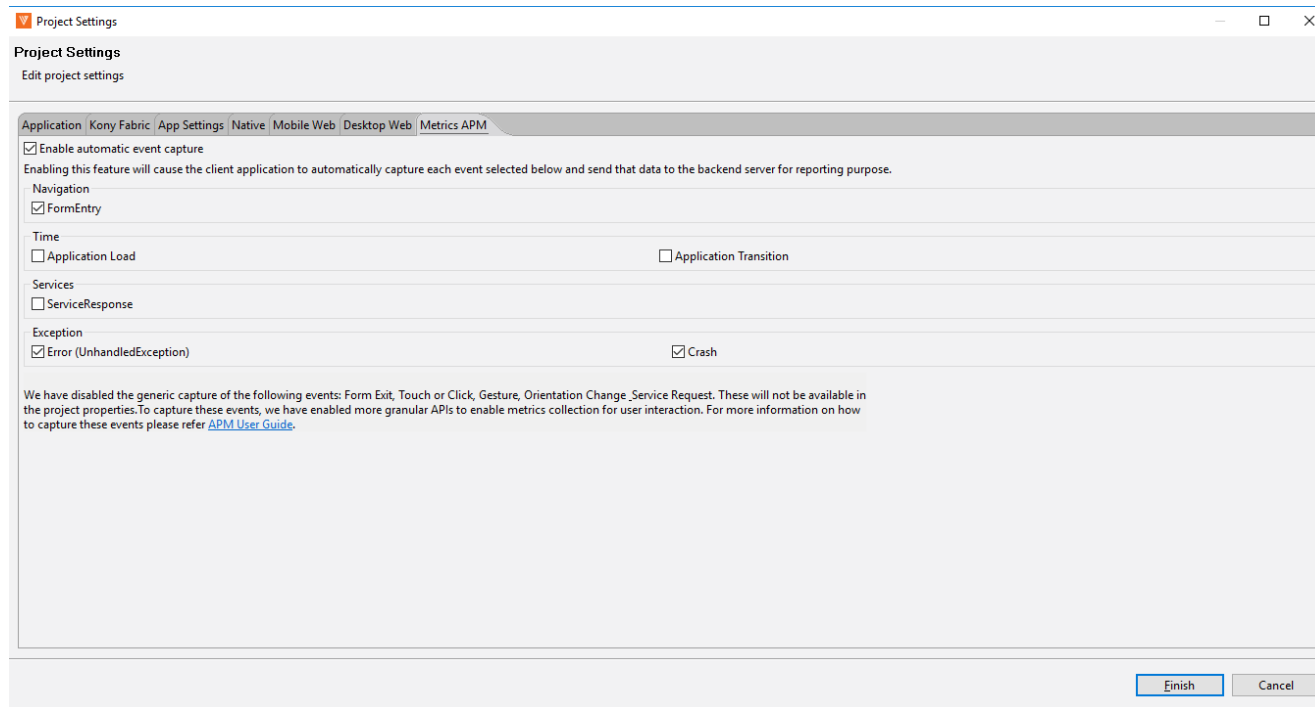 Project Settings
Project Settings
Edit project settings
Application Kony Fabric App Settings Native Mobile Web Desktop Web Metrics APM
Enable automatic event capture
Enabling this feature will cause the client application to automatically capture each event selected below and send that data to the backend server for reporting purpose.
Navigation
FormEntry
Time
Application Load Application Transition
Services
ServiceResponse
Exception
Error (UnhandledException) Crash
We have disabled the generic capture of the following events: Form Exit, Touch or Click, Gesture, Orientation Change ,Service Request. These will not be available in
the project properties.To capture these events, we have enabled more granular APIs to enable metrics collection for user interaction. For more information on how
to capture these events please refer APM User Guide.
Finish Cancel